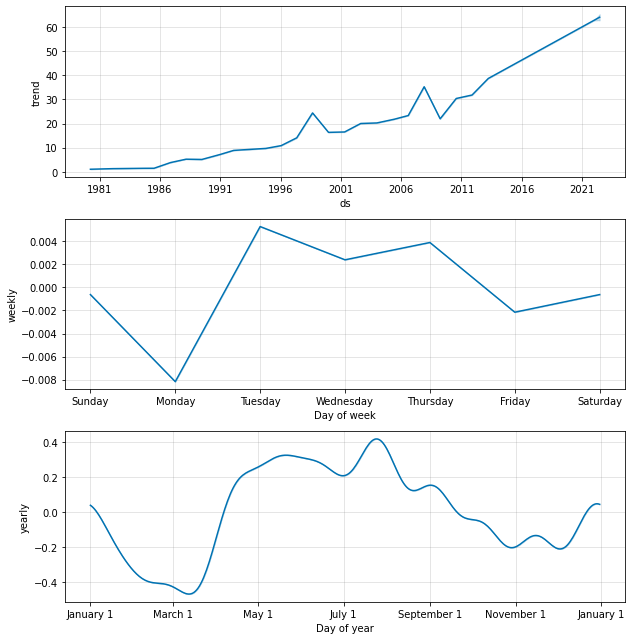 60
50
40
30
20
10
0
trend
1981 1986 1991 1996 2001 2006 2011 2016 2021
ds
0.004
0.002
0.000
−0.002
−0.004
−0.006
−0.008
weekly
Sunday Monday Tuesday Wednesday Thursday Friday Saturday
Day of week
0.4
0.2
0.0
−0.2
−0.4
yearly
January 1 March 1 May 1 July 1 September 1 November 1 January 1
Day of year